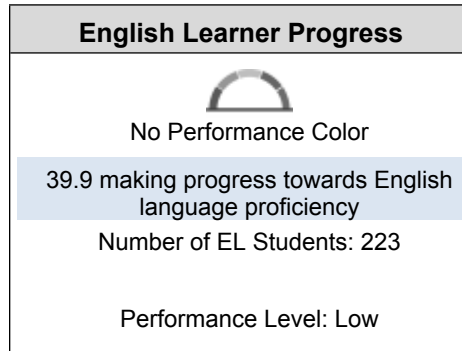 English Learner Progress
No Performance Color
39.9 making progress towards English
language proficiency
Number of EL Students: 223
Performance Level: Low